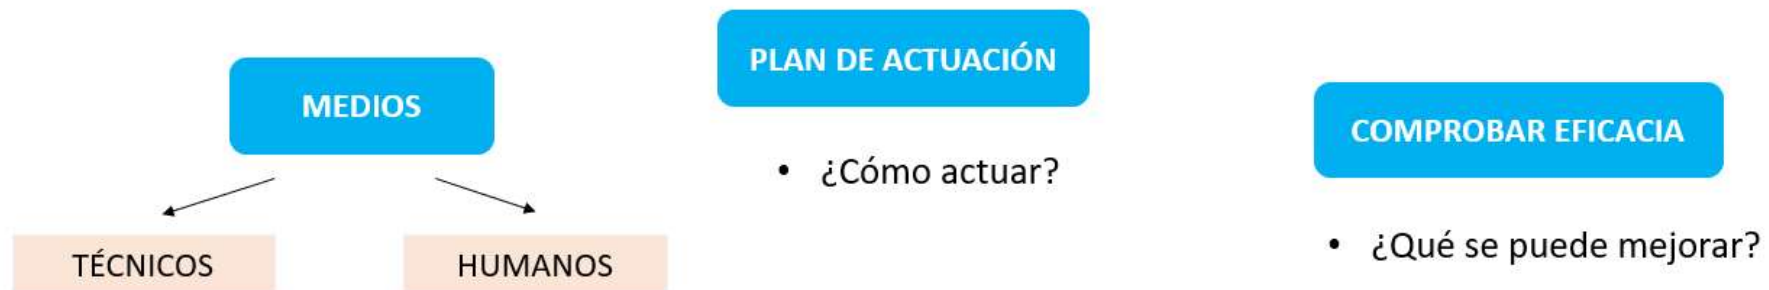 MEDIOS
TÉCNICOS
HUMANOS
PLAN DE ACTUACIÓN
• ¿Cómo actuar?
COMPROBAR EFICACIA
• ¿Qué se puede mejorar?